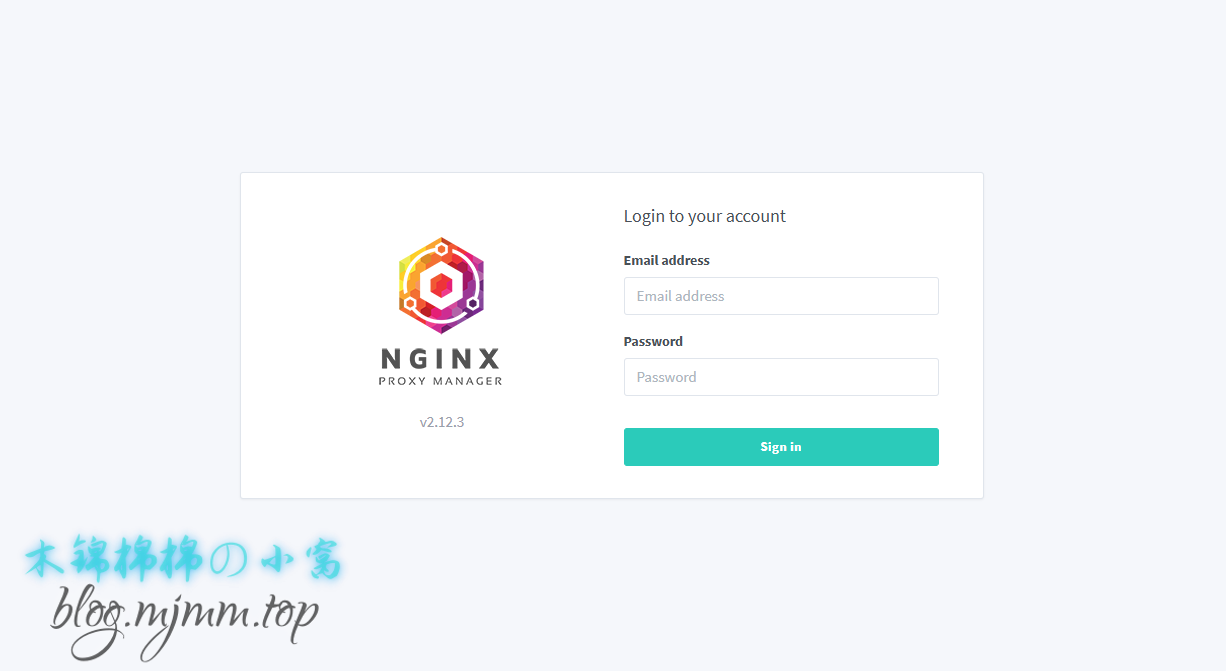 Login to your account
Email address
Email address
Password
Password
Sign in
NGINX
PROXY MANAGER
v2.12.3
木锦棉棉の小窝
blog.mjmm.top